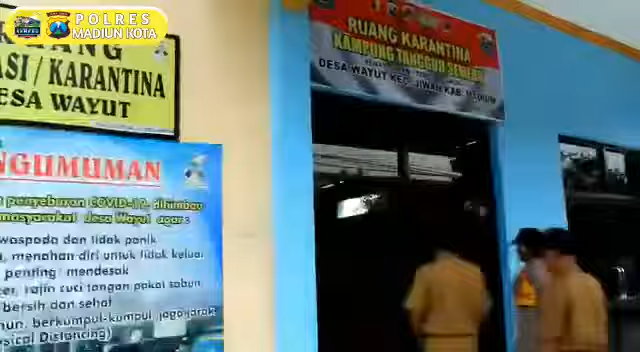 POLRES
MADIUN KOTA
RUANG
ASI / KARANTINA
DESA WAYUT
RUANG KARANTINA
KAMPUNG TANGGUH SEMERU
DESA WAYUT KEC. JIWAN KAB. MADIUN
NGUMUMAN
penyebaran COVID-19, dihimbau
masyarakat desa Wayut agar:
waspada dan tidak panik
, menahan diri untuk tidak keluar
penting/ mendesak
rajin cuci tangan pakai sabun
bersih dan sehat
berkumpul-kumpul jaga jarak
sical Distancing)